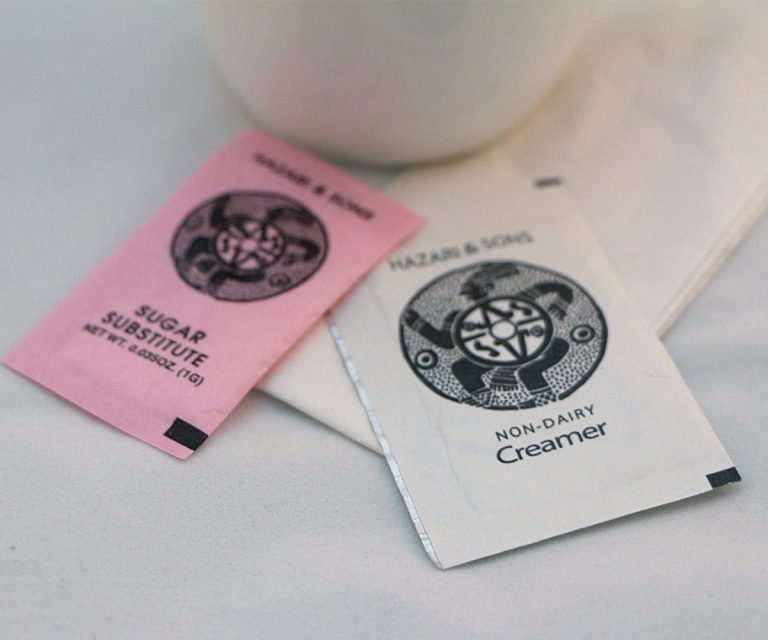 HAZARI & SONS
SUGAR
SUBSTITUTE
NET WT. 0.035OZ. (1G)
HAZARI & SONS
NON-DAIRY
Creamer